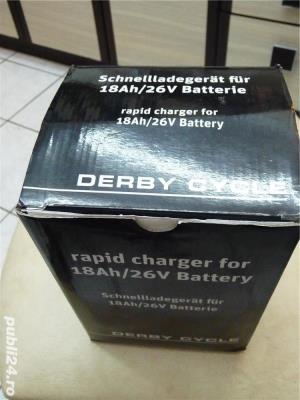 Schnellladegerät für
18Ah/26V Batterie
rapid charger for
18Ah/26V Battery
DERBY CYCLE
rapid charger for
18Ah/26V Battery
Schnellladegerät für
18Ah/26V Batterie
DERBY CYCLE
publi24.ro